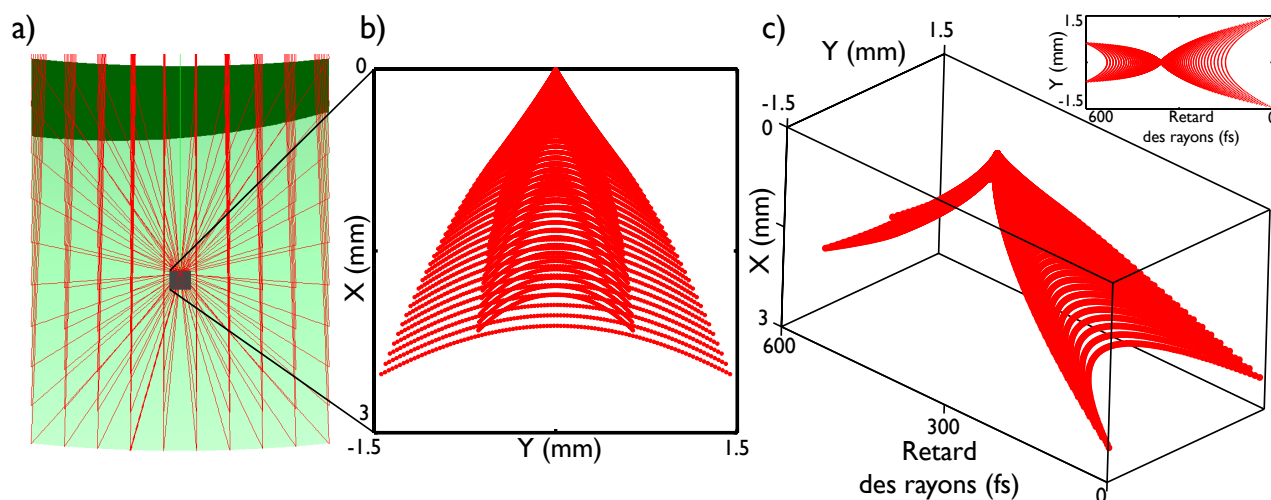 a)
b)
0
X (mm)
3
-1.5
Y (mm)
1.5
c)
Y (mm)
1.5
-1.5
0
X (mm)
3
600
300
Retard
des rayons (fs)
0
1.5
Y (mm)
-1.5
600
Retard
0
des rayons (fs)